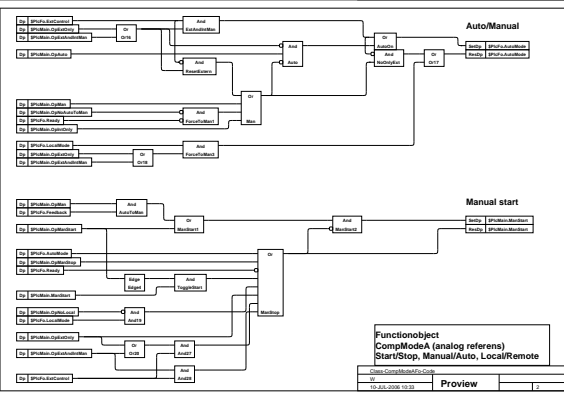 Auto/Manual
Dp $PlcFo.ExtControl
Dp $PlcMain.OpExtOnly
Dp $PlcMain.OpExtAndIntMan
Or
Or16
And
ExtAndIntMan
Dp $PlcMain.OpAuto
And
ResetExtern
And
Auto
Or
AutoOn
And
NoOnlyExt
Or
Or17
SetDp $PlcFo.AutoMode
ResDp $PlcFo.AutoMode
Dp $PlcMain.OpMan
Dp $PlcMain.OpNoAutoToMan
Dp $PlcFo.Ready
Dp $PlcMain.OpIntOnly
And
ForceToMan1
Or
Man
Dp $PlcFo.LocalMode
Dp $PlcMain.OpExtOnly
Dp $PlcMain.OpExtAndIntMan
Or
Or18
And
ForceToMan2
Manual start
Dp $PlcMain.OpMan
Dp $PlcFo.Feedback
And
AutoToMan
Dp $PlcMain.OpManStart
Or
ManStart1
And
ManStart2
SetDp $PlcMain.ManStart
ResDp $PlcMain.ManStart
Dp $PlcFo.AutoMode
Dp $PlcMain.OpManStop
Dp $PlcFo.Ready
Or
ManStop
Edge
Edge8
And
ToggleStart
Dp $PlcMain.ManStart
Dp $PlcMain.OpNoLocal
Dp $PlcFo.LocalMode
And
And19
Dp $PlcMain.OpExtOnly
Dp $PlcMain.OpExtAndIntMan
Or
Or20
And
And27
Dp $PlcFo.ExtControl
And
And28
Functionobject
CompModeA (analog referens)
Start/Stop, Manual/Auto, Local/Remote
Class-CompModeAFo-Code
W
10-JUL-2006 10:33
Proview
2